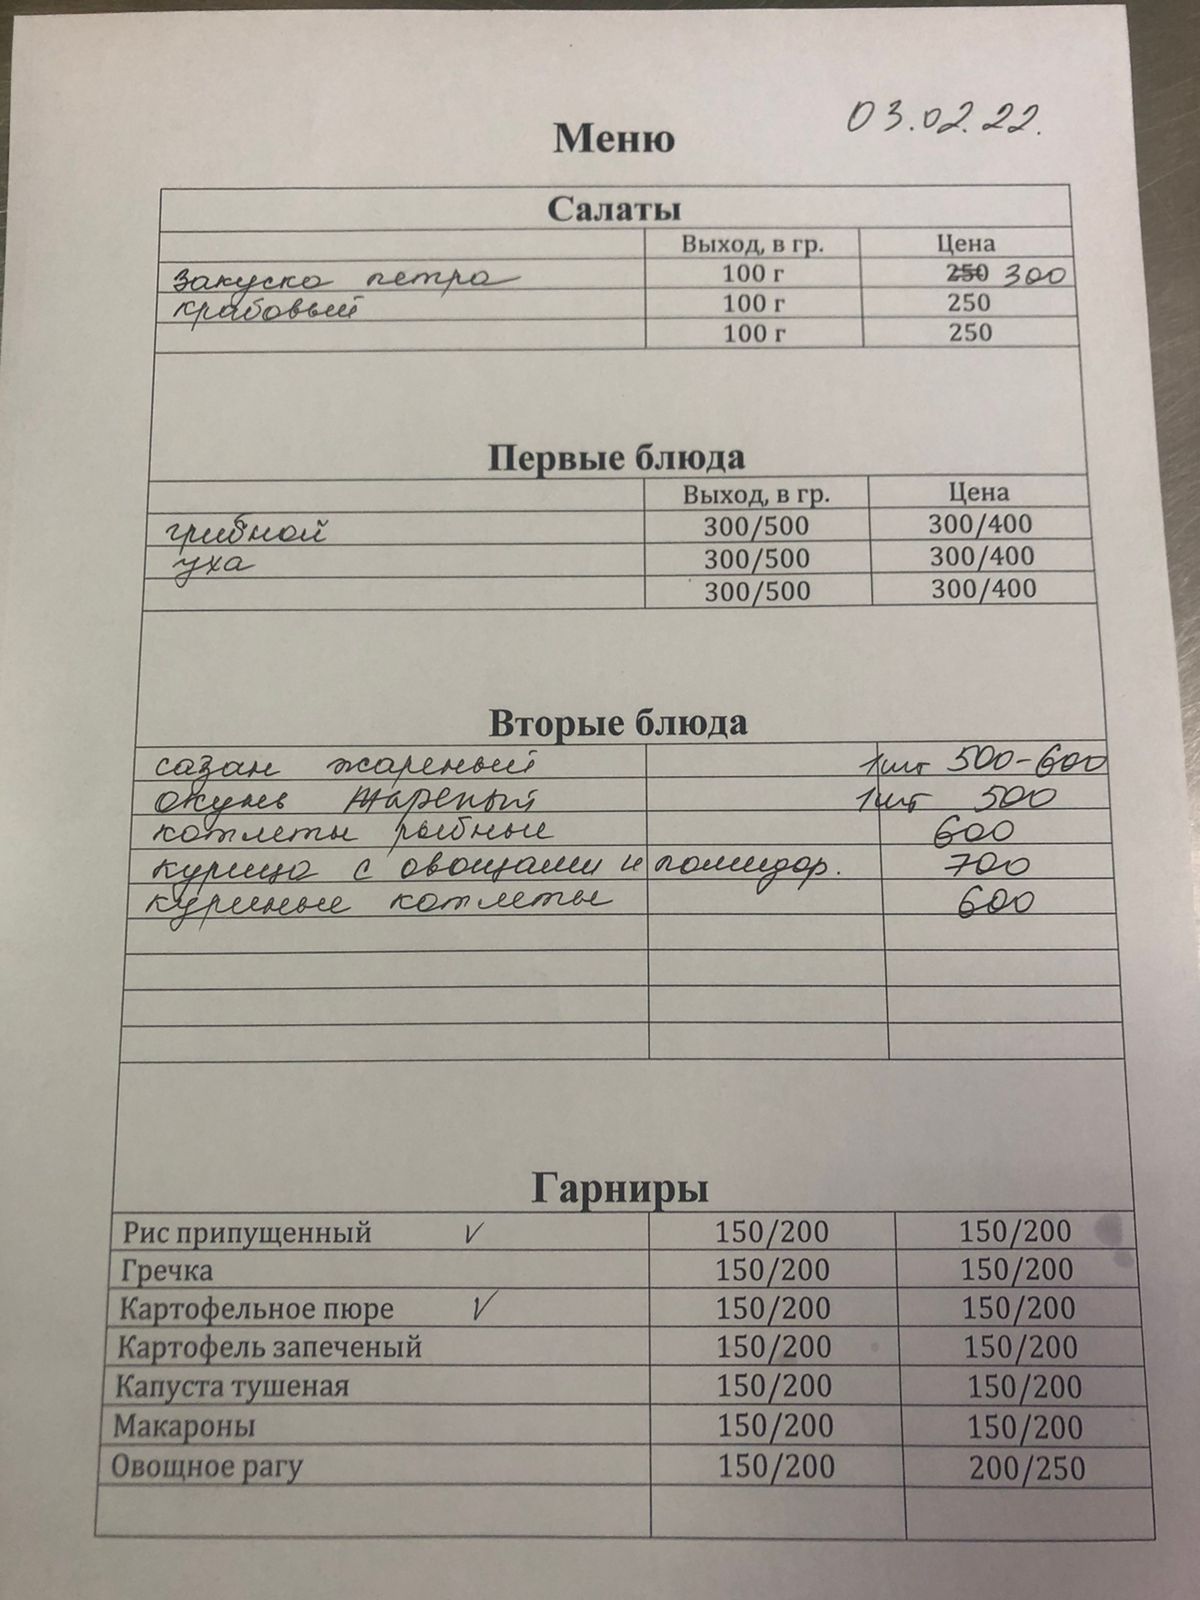 03.02.22.
Меню
Салаты
Выход, в гр. Цена
Закуска петра 100 г 250 300
крабовый 100 г 250
100 г 250
Первые блюда
Выход, в гр. Цена
грибной 300/500 300/400
уха 300/500 300/400
300/500 300/400
Вторые блюда
сазан жареный 1шт 500-600
окунь жареный 1шт 500
котлеты рыбные 600
курица с овощами и помидор. 700
куриные котлеты 600
Гарниры
Рис припущенный ✓ 150/200 150/200
Гречка 150/200 150/200
Картофельное пюре ✓ 150/200 150/200
Картофель запеченый 150/200 150/200
Капуста тушеная 150/200 150/200
Макароны 150/200 150/200
Овощное рагу 150/200 200/250